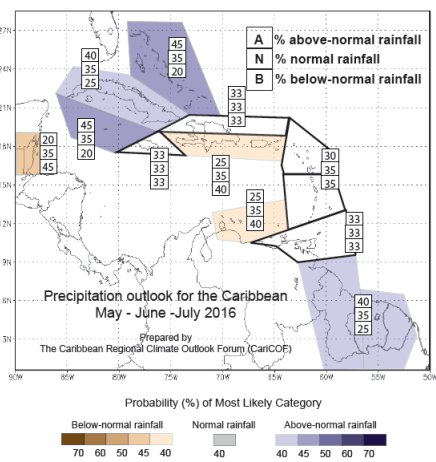 27N
24N
21N
18N
15N
12N
9N
6N
3N
90W
85W
80W
75W
70W
65W
60W
55W
50W
A % above-normal rainfall
N % normal rainfall
B % below-normal rainfall
45
35
20
40
35
25
33
33
33
45
35
20
20
35
45
33
33
33
25
35
40
30
35
35
25
35
40
33
33
33
40
35
25
Precipitation outlook for the Caribbean
May - June -July 2016
Prepared by
The Caribbean Regional Climate Outlook Forum (CariCOF)
Probability (%) of Most Likely Category
Below-normal rainfall Normal rainfall Above-normal rainfall
70 60 50 45 40 40 40 45 50 60 70